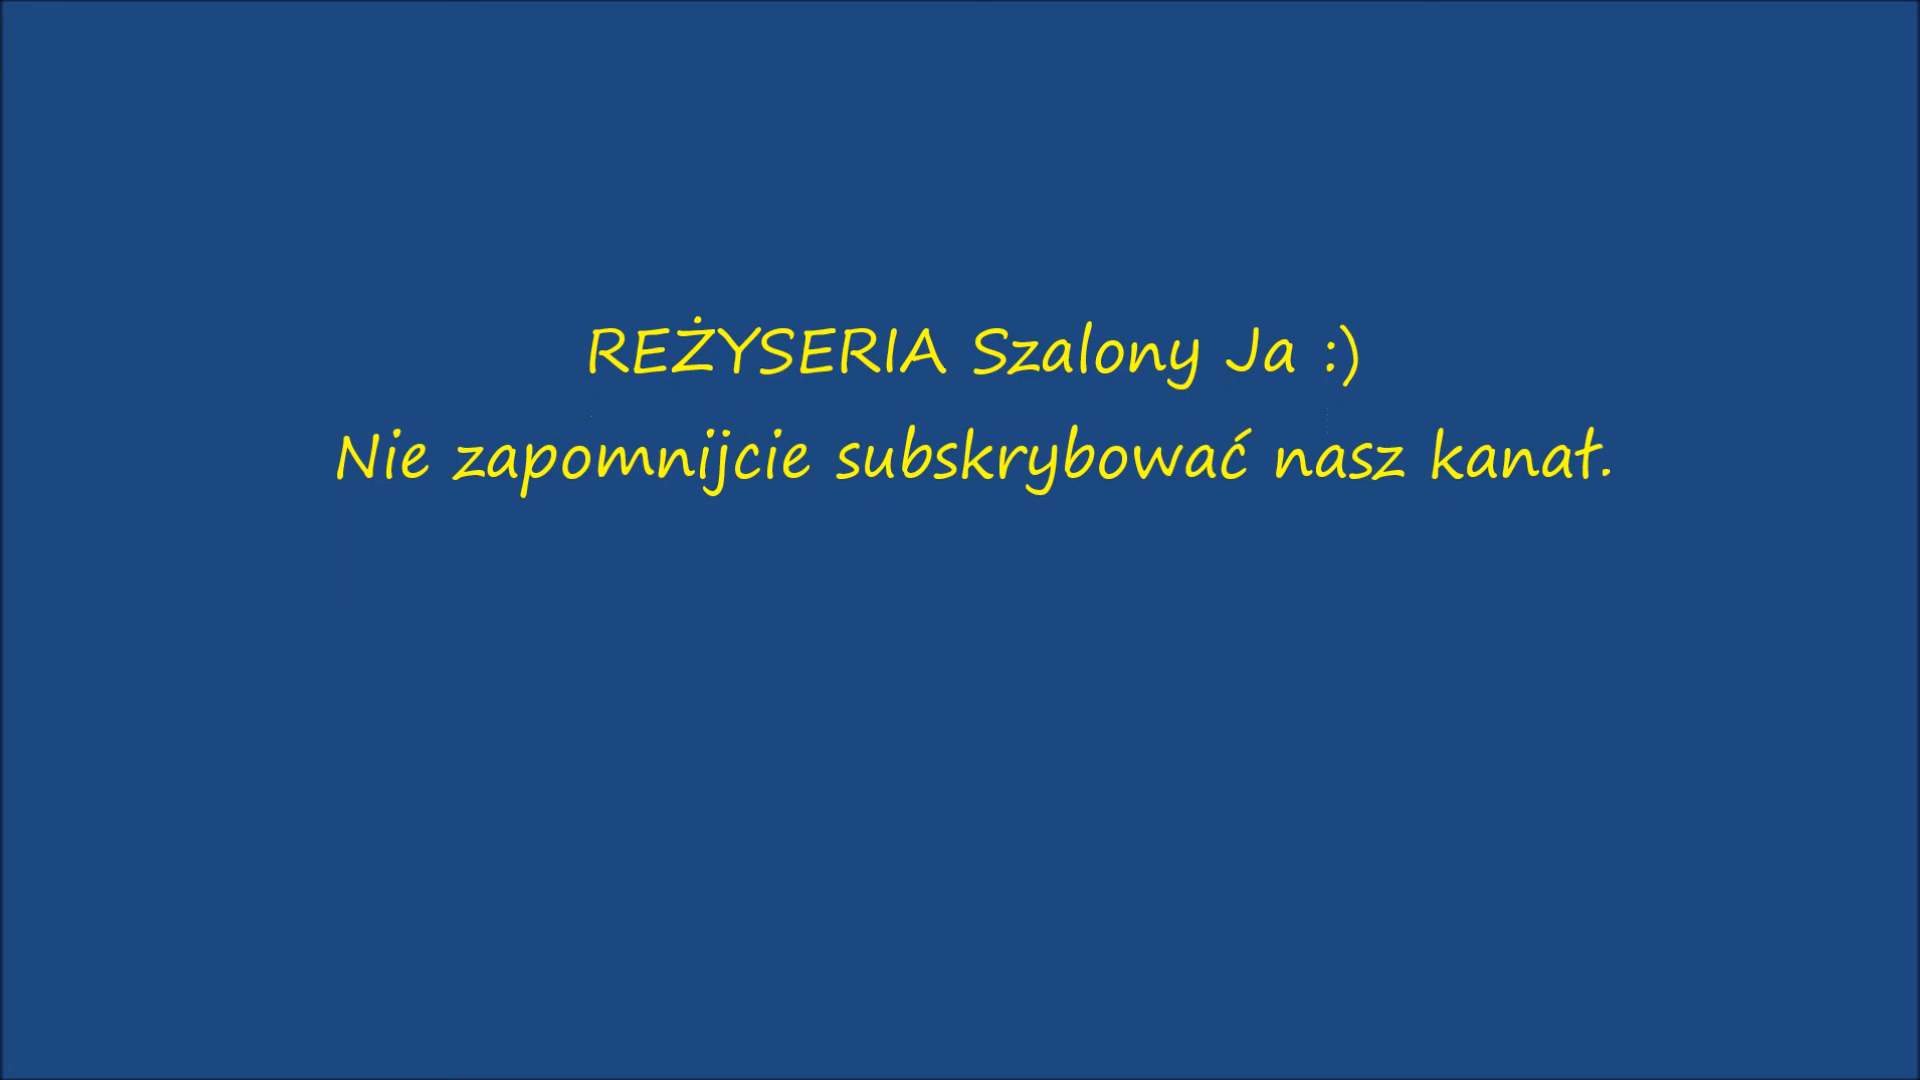 REŻYSERIA Szalony Ja :)
Nie zapomnijcie subskrybować nasz kanał.